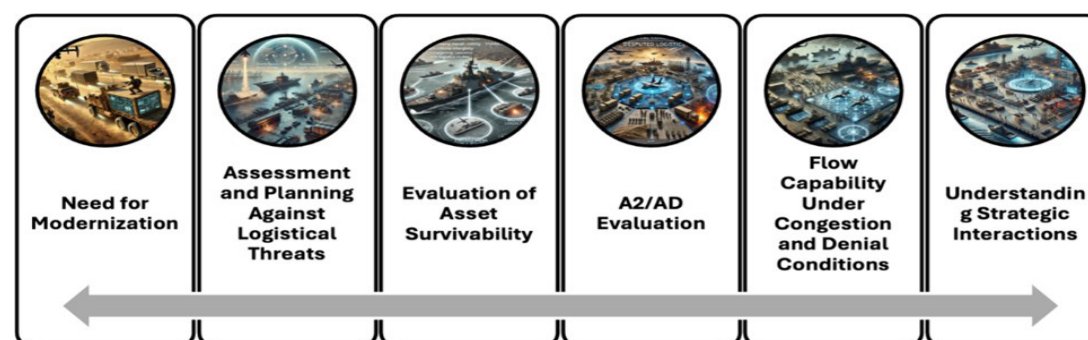 Need for
Modernization
Assessment
and Planning
Against
Logistical
Threats
Evaluation of
Asset
Survivability
A2/AD
Evaluation
Flow
Capability
Under
Congestion
and Denial
Conditions
Understandin
g Strategic
Interactions